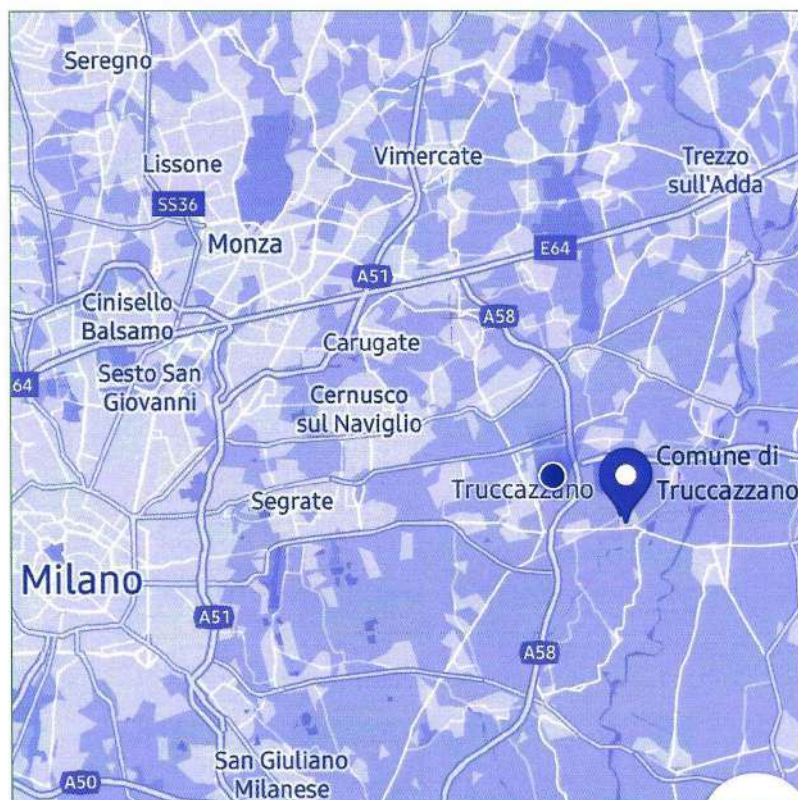 Seregno
Lissone
Vimercate
Trezzo
sull'Adda
SS36
Monza
E64
A51
Cinisello
Balsamo
A58
Carugate
64
Sesto San
Giovanni
Cernusco
sul Naviglio
Comune di
Truccazzano
Truccazzano
Segrate
Milano
A51
A58
San Giuliano
Milanese
A50